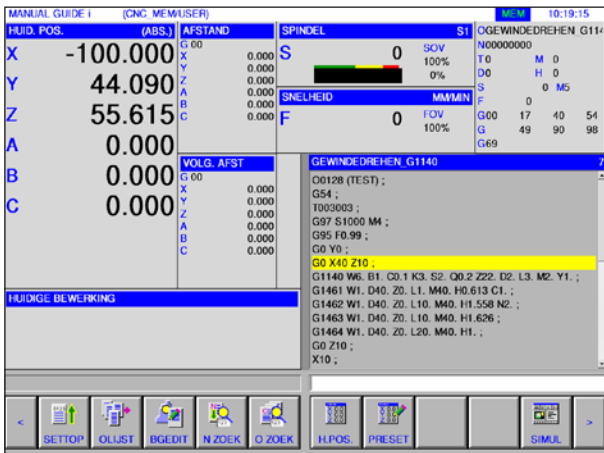 MANUAL GUIDE i (CNC_MEM/USER) MEM 10:19:15
HUID. POS. (ABS.)
X -100.000
Y 44.090
Z 55.615
A 0.000
B 0.000
C 0.000
AFSTAND
G 00
X 0.000
Y 0.000
Z 0.000
A 0.000
B 0.000
C 0.000
VOLG. AFST
G 00
X 0.000
Y 0.000
Z 0.000
A 0.000
B 0.000
C 0.000
SPINDEL S1
S 0 SOV
100%
0%
SNELHEID MM/MIN
F 0 FOV
100%
OGEWINDEDREHEN G114
N00000000
T0 M 0
D0 H 0
S 0 M5
F 0
G00 17 40 54
G 49 90 98
G69
GEWINDEDREHEN_G1140 7
O0128 (TEST) ;
G54 ;
T003003 ;
G97 S1000 M4 ;
G95 F0.99 ;
G0 Y0 ;
G0 X40 Z10 ;
G1140 W6. B1. C0.1 K3. S2. Q0.2 Z22. D2. L3. M2. Y1. ;
G1461 W1. D40. Z0. L1. M40. H0.613 C1. ;
G1462 W1. D40. Z0. L10. M40. H1.558 N2. ;
G1463 W1. D40. Z0. L10. M40. H1.626 ;
G1464 W1. D40. Z0. L20. M40. H1. ;
G0 Z10 ;
X10 ;
HUIDIGE BEWERKING
< SETTOP OLIJST BGEDIT N ZOEK O ZOEK H.POS. PRESET SIMUL >